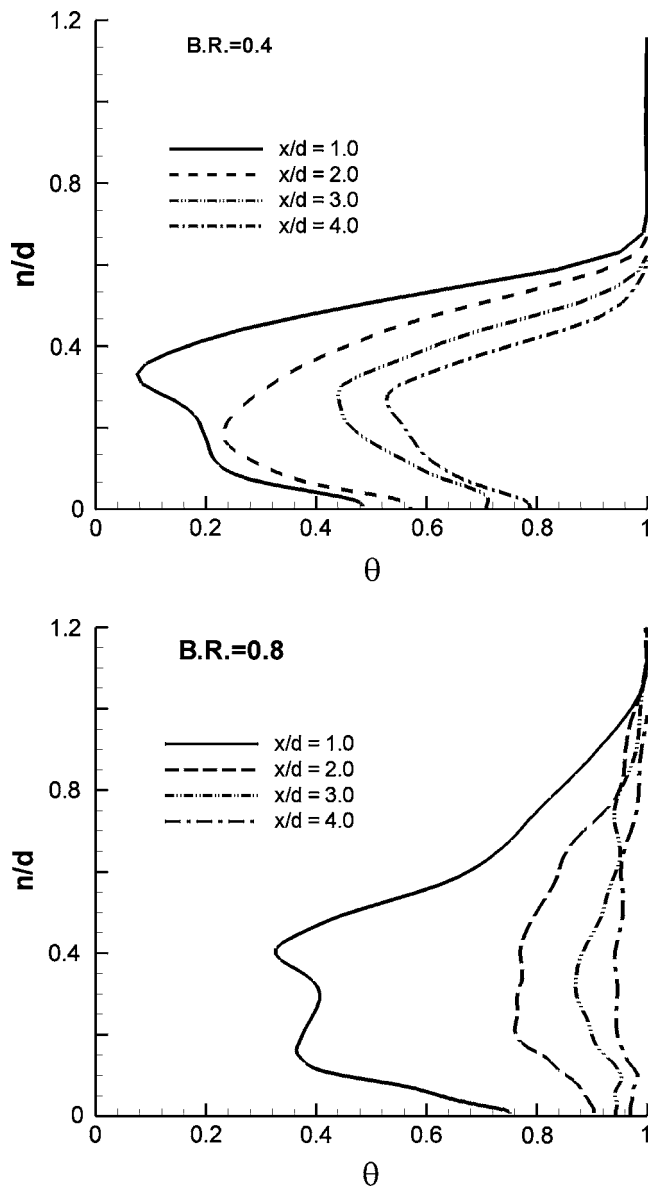 1.2
B.R.=0.4
x/d = 1.0
x/d = 2.0
x/d = 3.0
x/d = 4.0
0.8
n/d
0.4
0
0 0.2 0.4 0.6 0.8 1
θ
1.2
B.R.=0.8
x/d = 1.0
x/d = 2.0
x/d = 3.0
x/d = 4.0
0.8
n/d
0.4
0
0 0.2 0.4 0.6 0.8 1
θ